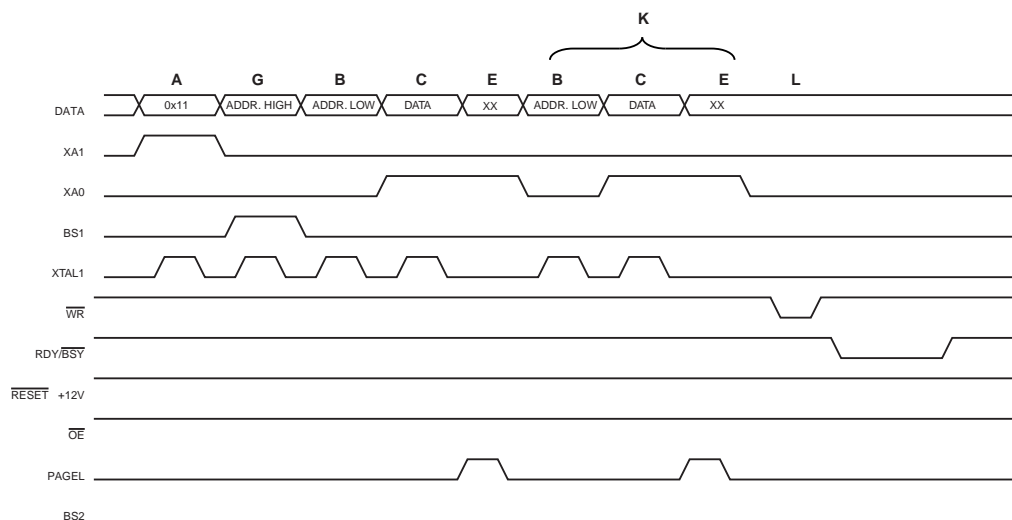 K
A G B C E B C E L
DATA 0x11 ADDR. HIGH ADDR. LOW DATA XX ADDR. LOW DATA XX
XA1
XA0
BS1
XTAL1
WR
RDY/BSY
RESET +12V
OE
PAGEL
BS2